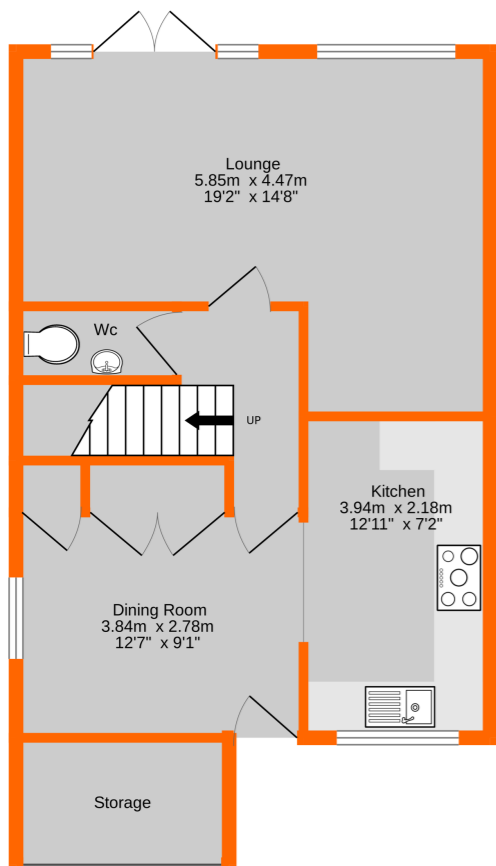 Lounge
5.85m x 4.47m
19'2" x 14'8"
Wc
UP
Kitchen
3.94m x 2.18m
12'11" x 7'2"
Dining Room
3.84m x 2.78m
12'7" x 9'1"
Storage